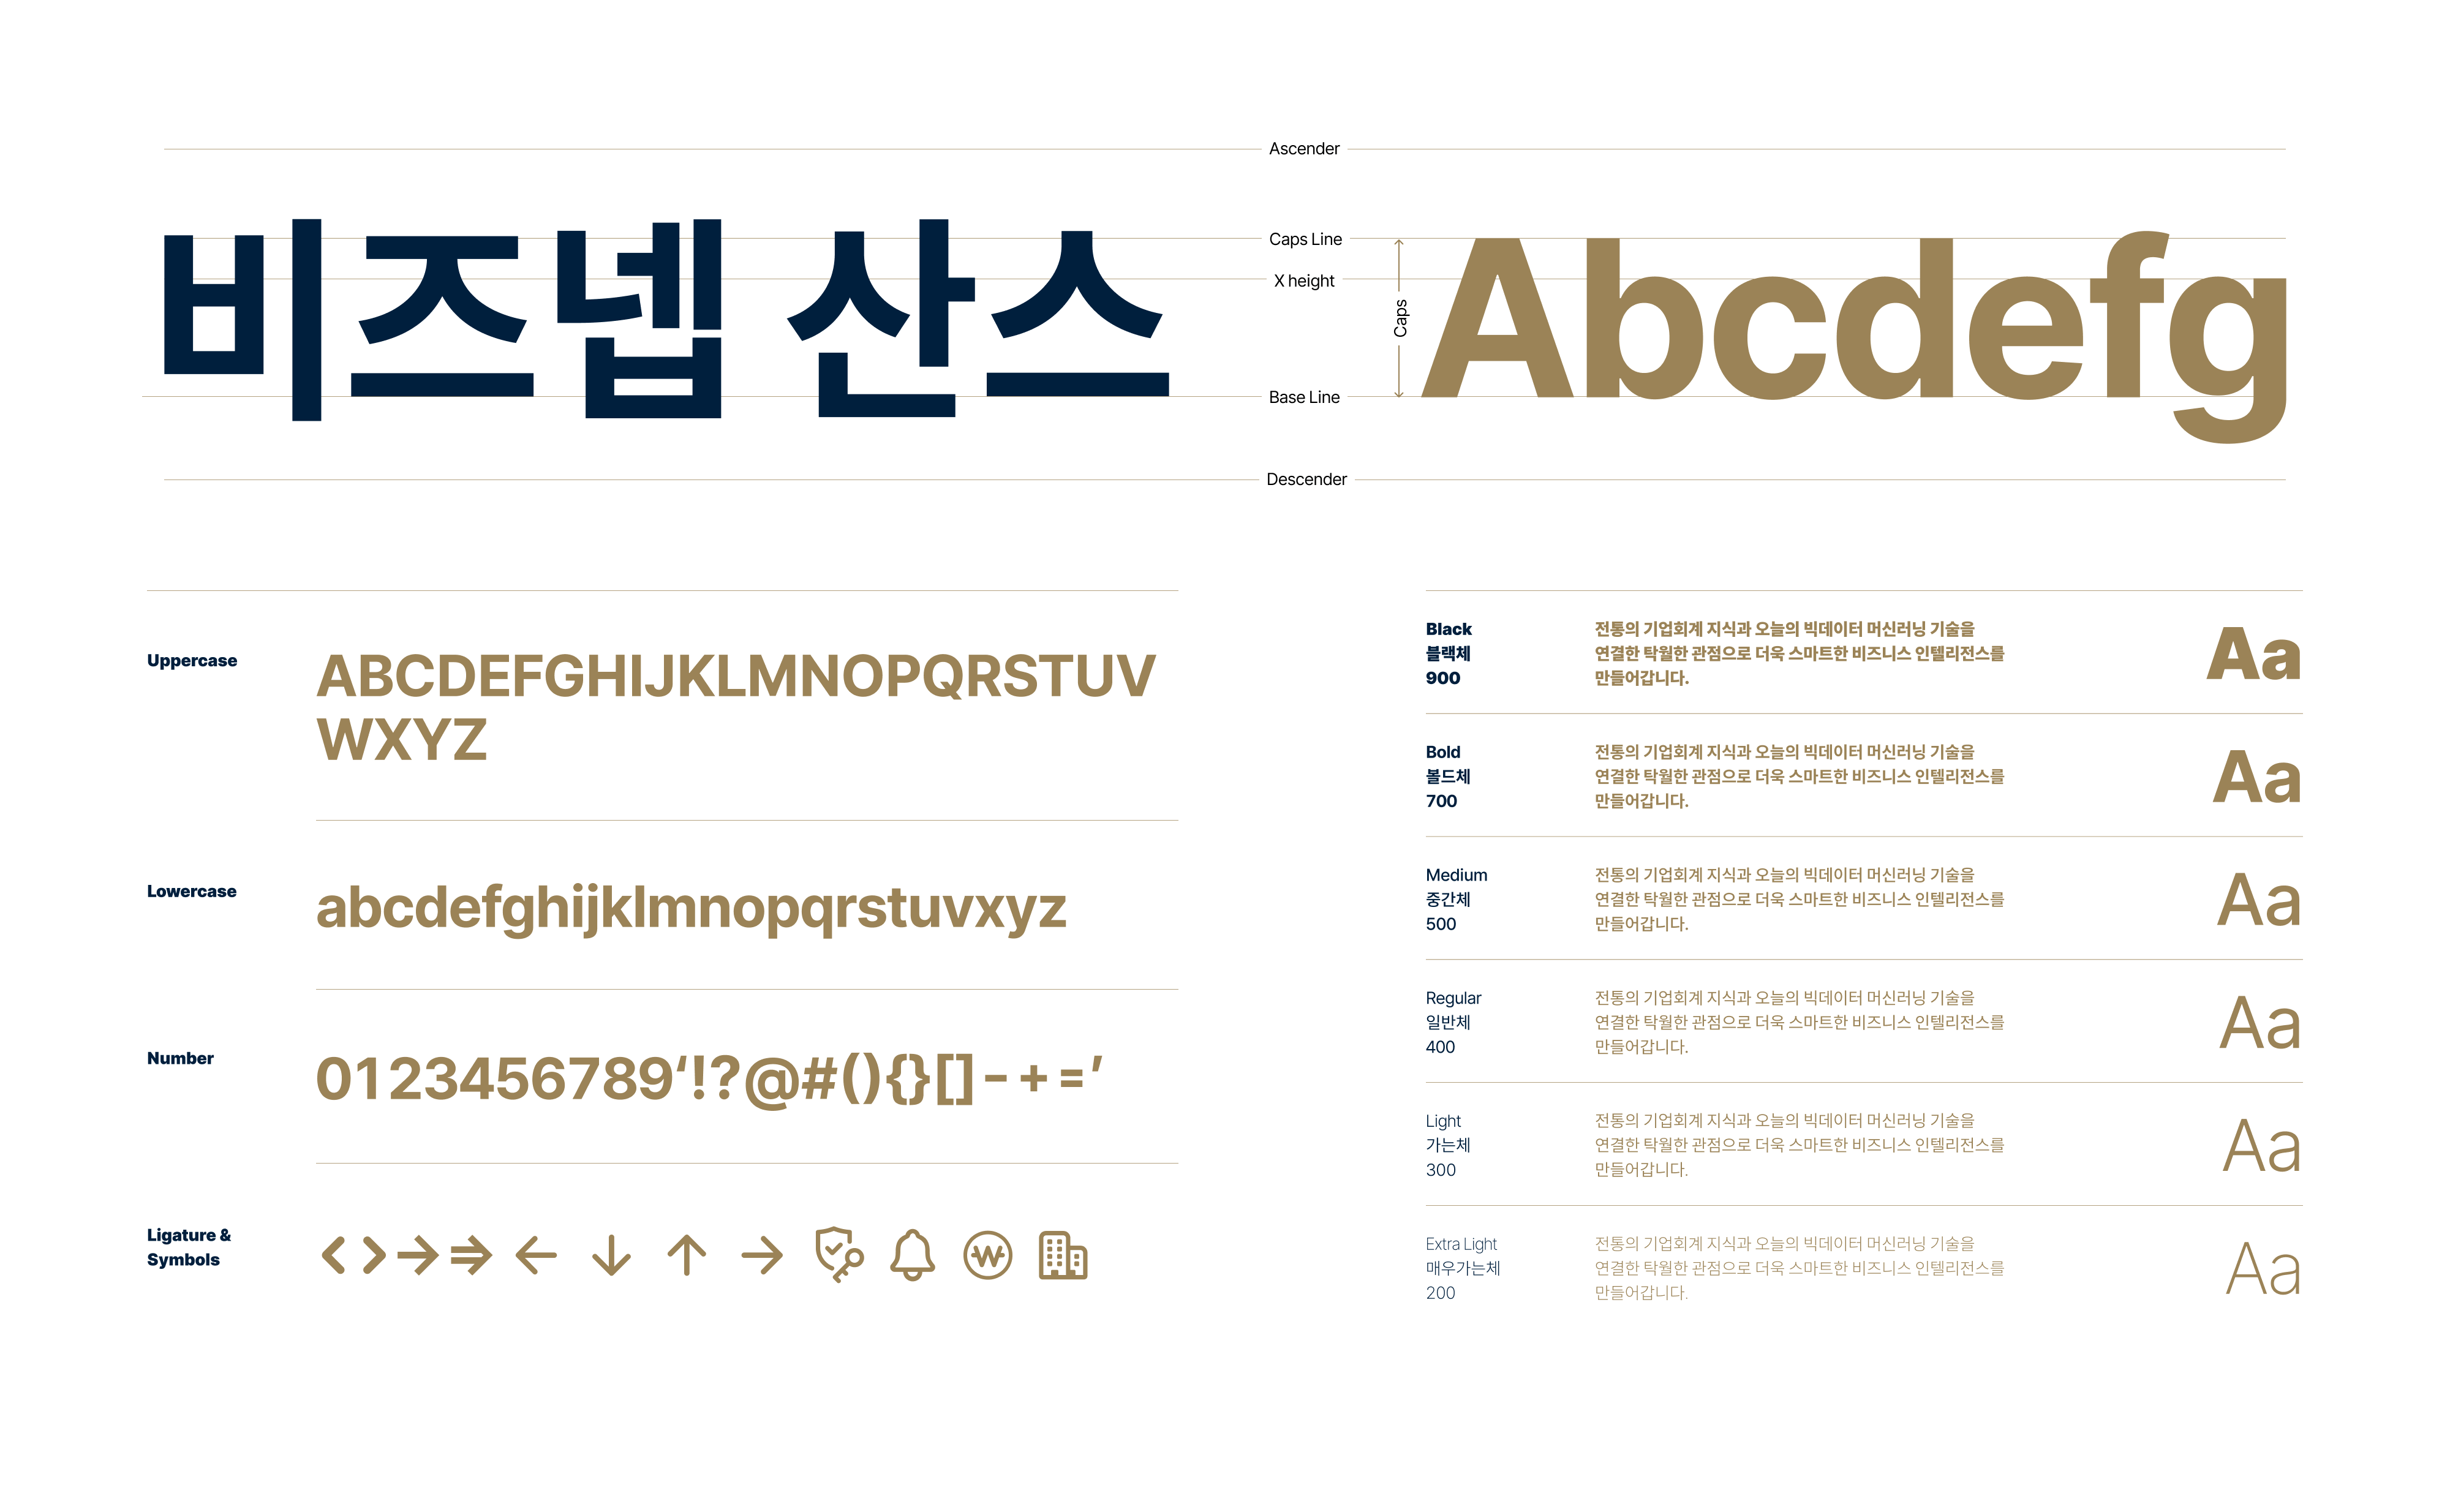 Ascender
비즈넵 산스
Caps Line
X height
Caps
Base Line
Abcdefg
Descender
Uppercase
ABCDEFGHIJKLMNOPQRSTUV
WXYZ
Lowercase
abcdefghijklmnopqrstuvxyz
Number
0123456789‘!?@#(){}[]-+=’
Ligature &
Symbols
Black
블랙체
900
전통의 기업회계 지식과 오늘의 빅데이터 머신러닝 기술을
연결한 탁월한 관점으로 더욱 스마트한 비즈니스 인텔리전스를
만들어갑니다.
Aa
Bold
볼드체
700
전통의 기업회계 지식과 오늘의 빅데이터 머신러닝 기술을
연결한 탁월한 관점으로 더욱 스마트한 비즈니스 인텔리전스를
만들어갑니다.
Aa
Medium
중간체
500
전통의 기업회계 지식과 오늘의 빅데이터 머신러닝 기술을
연결한 탁월한 관점으로 더욱 스마트한 비즈니스 인텔리전스를
만들어갑니다.
Aa
Regular
일반체
400
전통의 기업회계 지식과 오늘의 빅데이터 머신러닝 기술을
연결한 탁월한 관점으로 더욱 스마트한 비즈니스 인텔리전스를
만들어갑니다.
Aa
Light
가는체
300
전통의 기업회계 지식과 오늘의 빅데이터 머신러닝 기술을
연결한 탁월한 관점으로 더욱 스마트한 비즈니스 인텔리전스를
만들어갑니다.
Aa
Extra Light
매우가는체
200
전통의 기업회계 지식과 오늘의 빅데이터 머신러닝 기술을
연결한 탁월한 관점으로 더욱 스마트한 비즈니스 인텔리전스를
만들어갑니다.
Aa